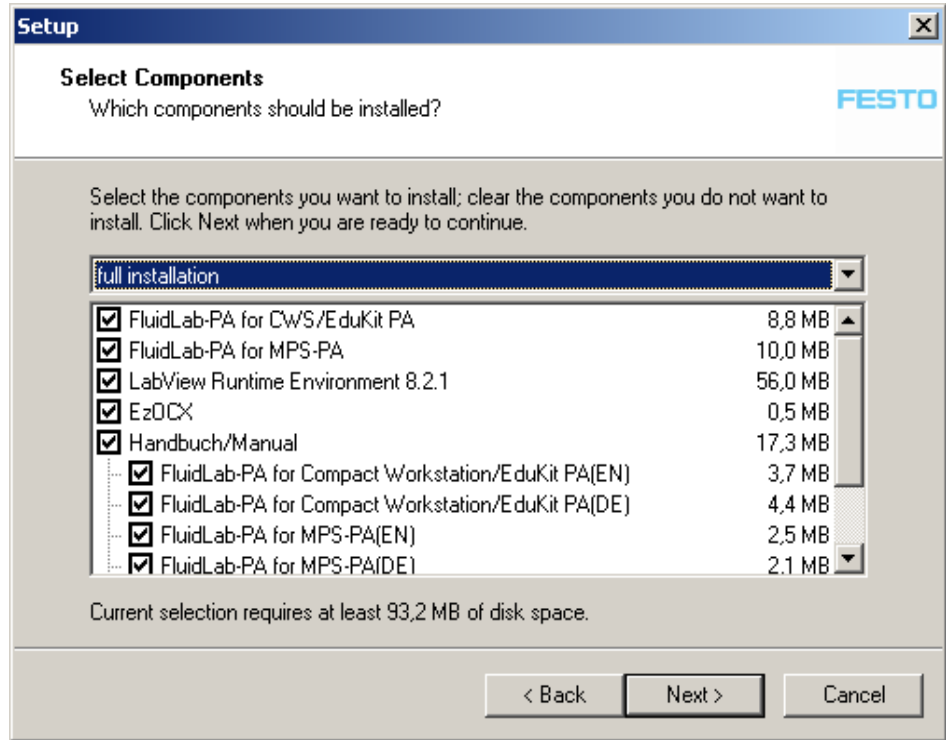 Setup
Select Components
Which components should be installed?
FESTO
Select the components you want to install; clear the components you do not want to
install. Click Next when you are ready to continue.
full installation
FluidLab-PA for CWS/EduKit PA 8,8 MB
FluidLab-PA for MPS-PA 10,0 MB
LabView Runtime Environment 8.2.1 56,0 MB
EzOCX 0,5 MB
Handbuch/Manual 17,3 MB
FluidLab-PA for Compact Workstation/EduKit PA(EN) 3,7 MB
FluidLab-PA for Compact Workstation/EduKit PA(DE) 4,4 MB
FluidLab-PA for MPS-PA(EN) 2,5 MB
FluidLab-PA for MPS-PA(DE) 2,1 MB
Current selection requires at least 93,2 MB of disk space.
< Back Next > Cancel